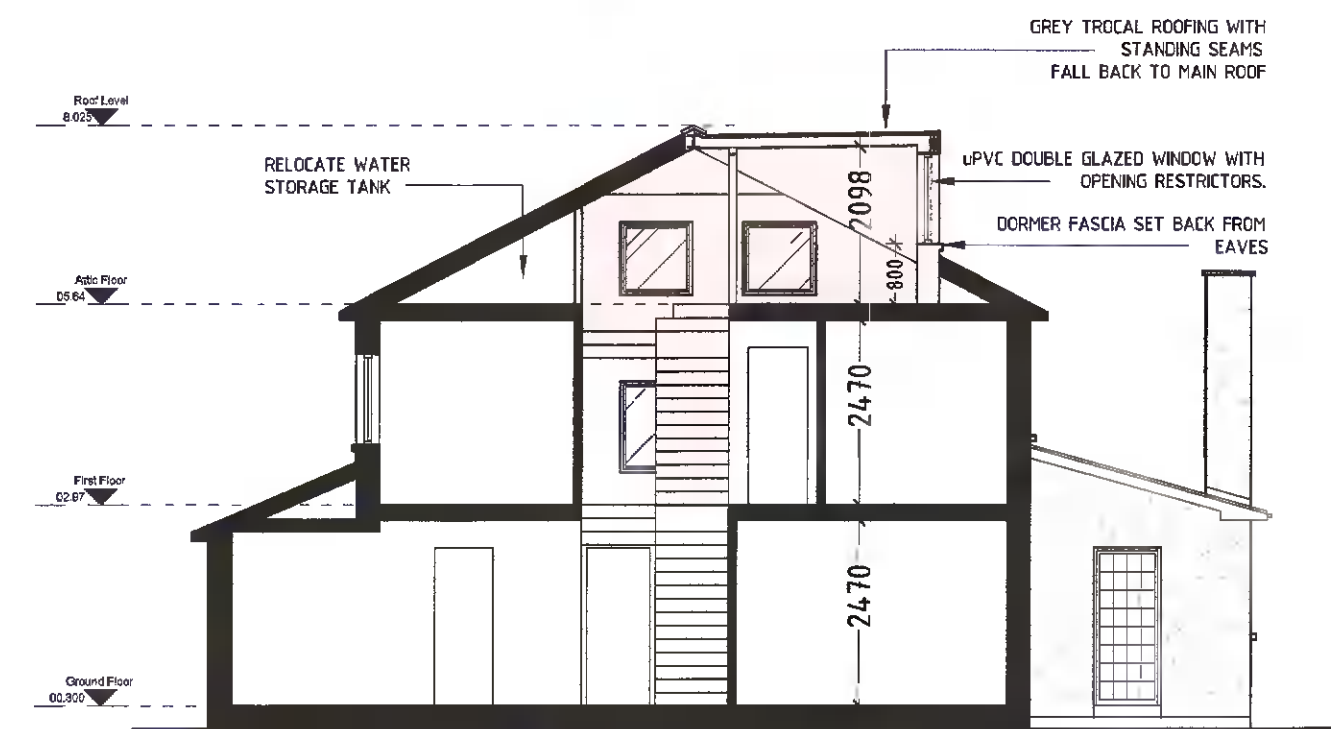 GREY TROCAL ROOFING WITH
STANDING SEAMS
FALL BACK TO MAIN ROOF
Roof Level
8.025
RELOCATE WATER
STORAGE TANK
uPVC DOUBLE GLAZED WINDOW WITH
OPENING RESTRICTORS.
2098
DORMER FASCIA SET BACK FROM
EAVES
800
Attic Floor
05.64
2470
First Floor
02.97
2470
Ground Floor
00.300